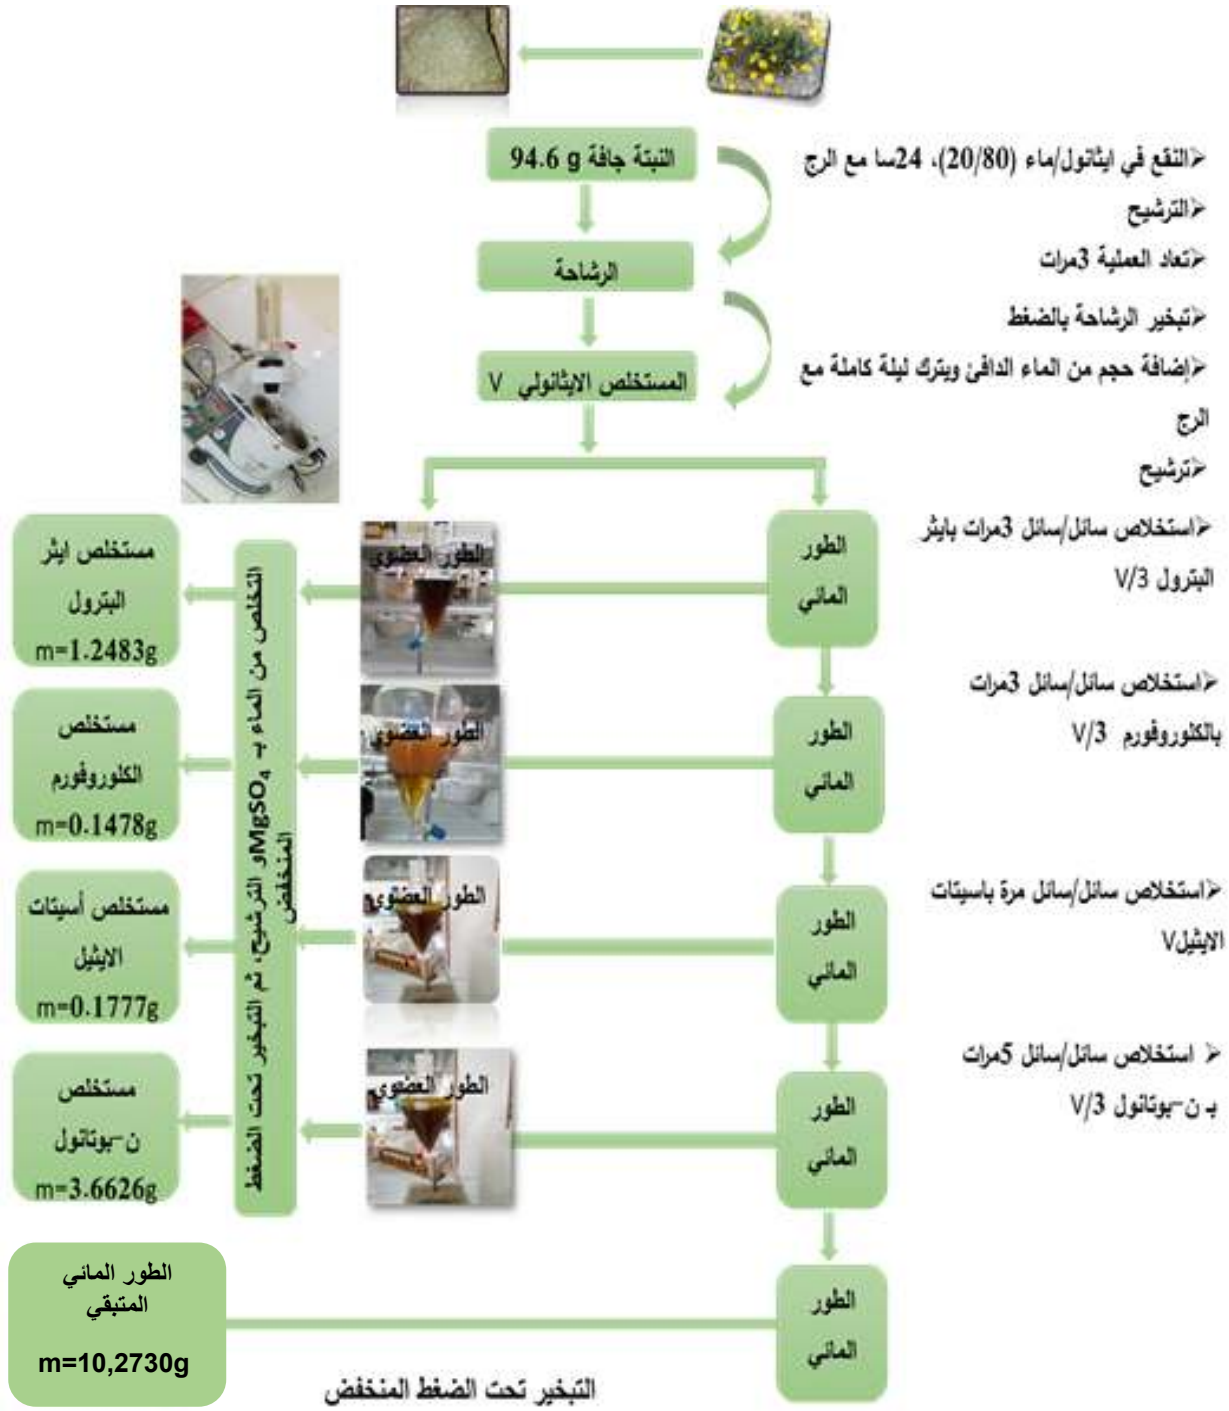 النبتة جافة 94.6 g
الرشاحة
المستخلص الايثانولي V
➢النقع في ايثانول/ماء (20/80)، 24سا مع الرج
➢الترشيح
➢تعاد العملية 3مرات
➢تبخير الرشاحة بالضغط
➢إضافة حجم من الماء الدافئ ويترك ليلة كاملة مع
الرج
➢ترشيح
➢استخلاص سائل/سائل 3مرات بايثر
البترول V/3
➢استخلاص سائل/سائل 3مرات
بالكلوروفورم V/3
➢استخلاص سائل/سائل مرة باسيتات
الايثيلV
➢ استخلاص سائل/سائل 5مرات
بـ ن-بوتانول V/3
الطور
المائي
الطور
المائي
الطور
المائي
الطور
المائي
الطور
المائي
الطور العضوي
الطور العضوي
الطور العضوي
الطور العضوي
التخلص من الماء بـ MgSO₄و الترشيح، ثم التبخير تحت الضغط
المنخفض
مستخلص ايثر
البترول
m=1.2483g
مستخلص
الكلوروفورم
m=0.1478g
مستخلص أسيتات
الايثيل
m=0.1777g
مستخلص
ن-بوتانول
m=3.6626g
الطور المائي
المتبقي
m=10,2730g
التبخير تحت الضغط المنخفض